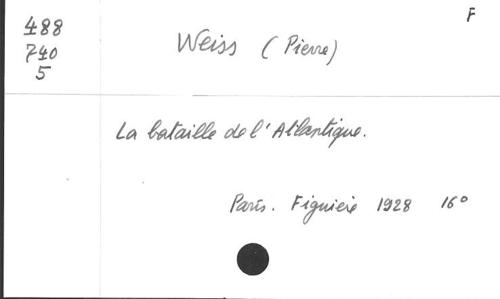 F
488
740
5
Weiss (Pierre)
La bataille de l'Atlantique.
Paris. Figuière 1928 16°